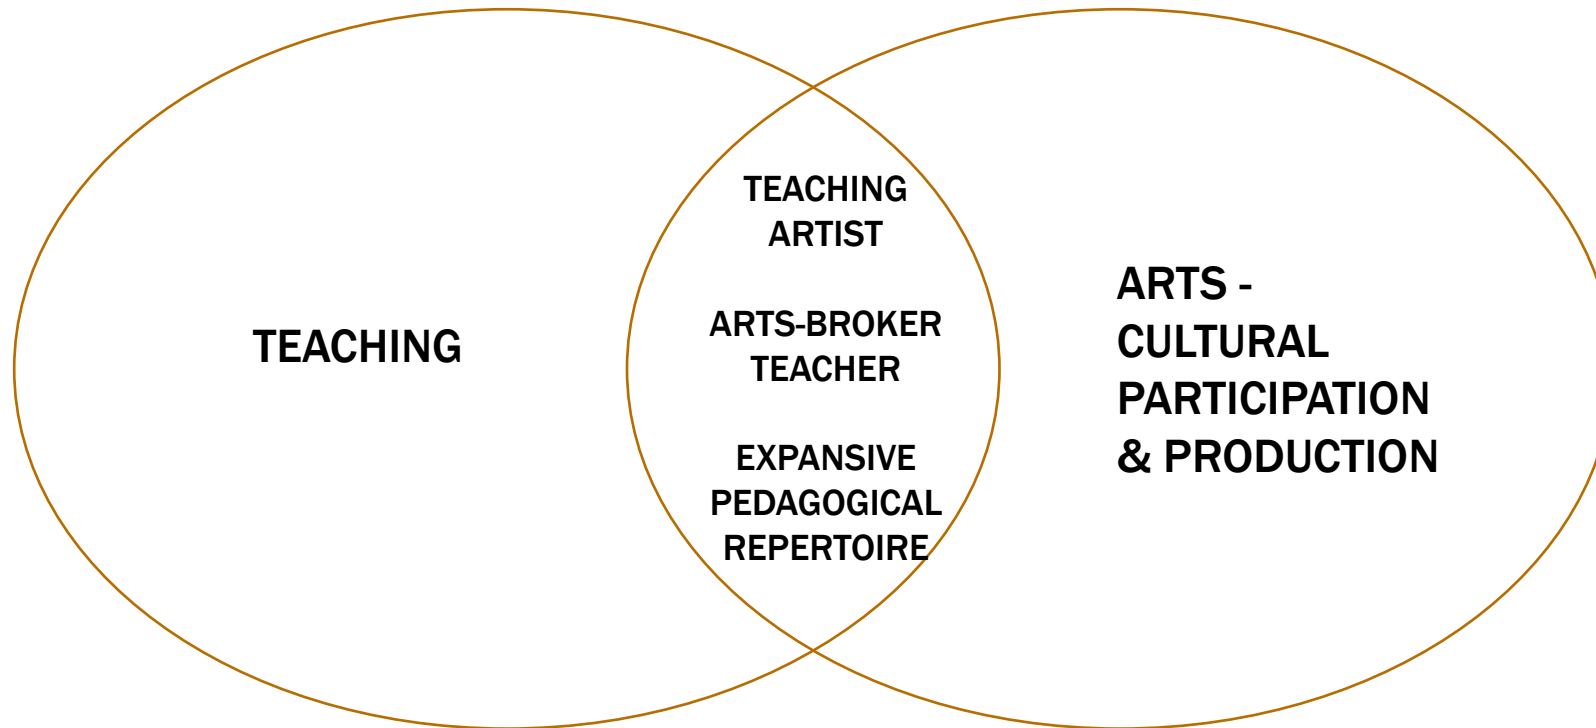 TEACHING
TEACHING
ARTIST
ARTS-BROKER
TEACHER
EXPANSIVE
PEDAGOGICAL
REPERTOIRE
ARTS -
CULTURAL
PARTICIPATION
& PRODUCTION